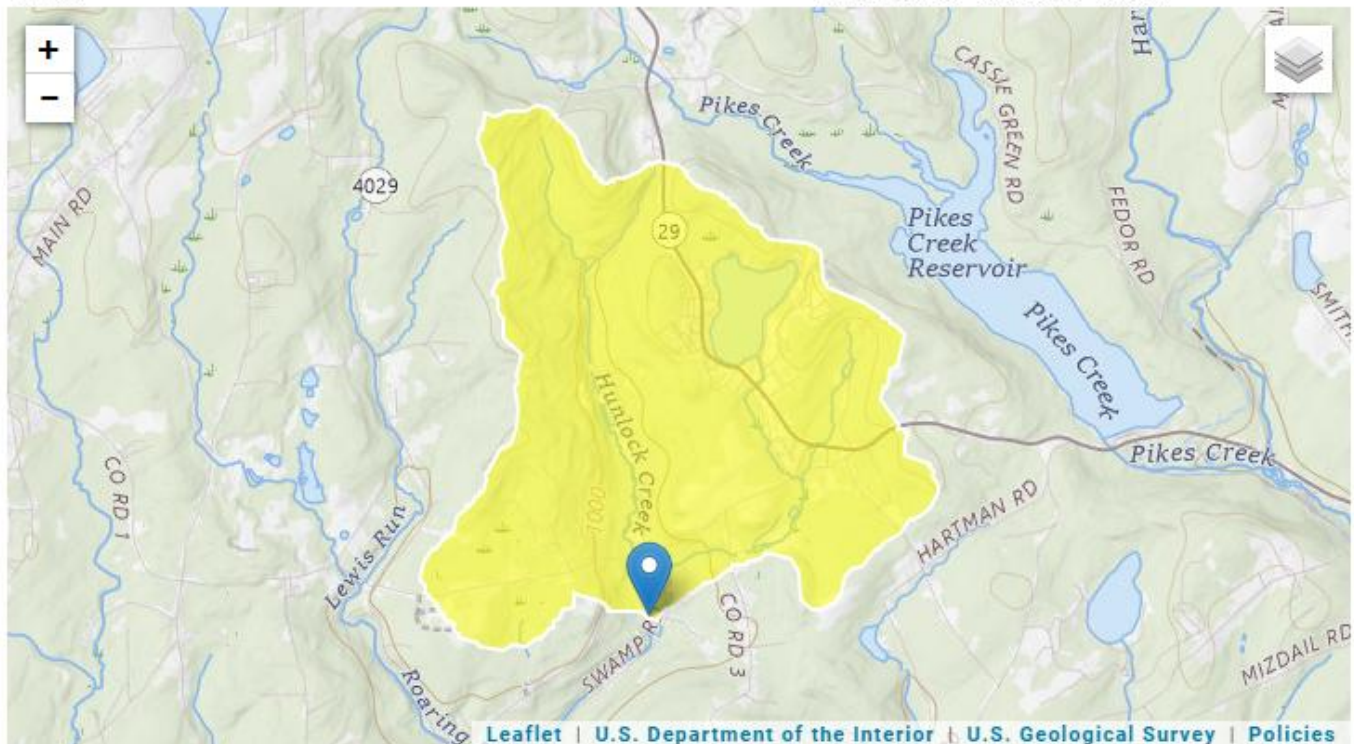 +
−
MAIN RD
4029
29
Pikes Creek
CASSIE GREEN RD
Pikes
Creek
Reservoir
FEDOR RD
SMITH
Pikes Creek
Pikes Creek
Hunlock Creek
1000
CO RD 1
Lewis Run
HARTMAN RD
CO RD 3
SWAMP R
Roaring
MIZDAIL RD
Leaflet | U.S. Department of the Interior | U.S. Geological Survey | Policies